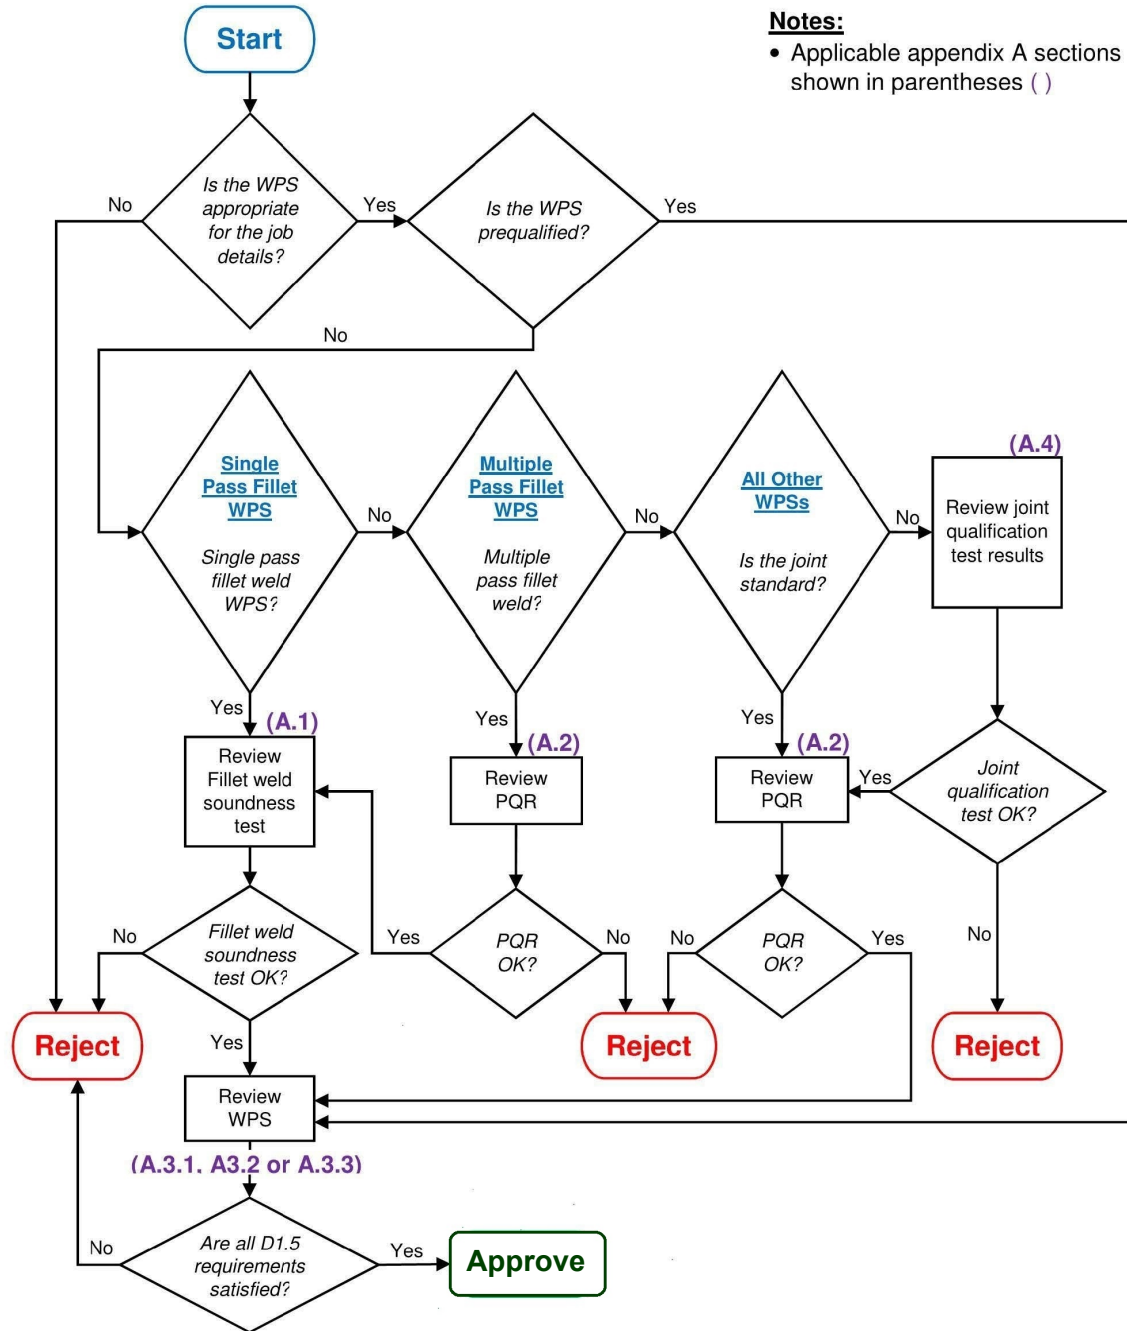 Start
Notes:
• Applicable appendix A sections
shown in parentheses ( )
Is the WPS
appropriate
for the job
details?
No
Yes
Is the WPS
prequalified?
Yes
No
Single
Pass Fillet
WPS
Single pass
fillet weld
WPS?
No
Multiple
Pass Fillet
WPS
Multiple
pass fillet
weld?
No
All Other
WPSs
Is the joint
standard?
No
(A.4)
Review joint
qualification
test results
Yes
(A.1)
Review
Fillet weld
soundness
test
Yes
(A.2)
Review
PQR
Yes
(A.2)
Review
PQR
Yes
Joint
qualification
test OK?
No
Fillet weld
soundness
test OK?
Yes
PQR
OK?
No
No
PQR
OK?
Yes
No
Reject
Yes
Reject
Reject
Review
WPS
(A.3.1, A3.2 or A.3.3)
No
Are all D1.5
requirements
satisfied?
Yes
Approve